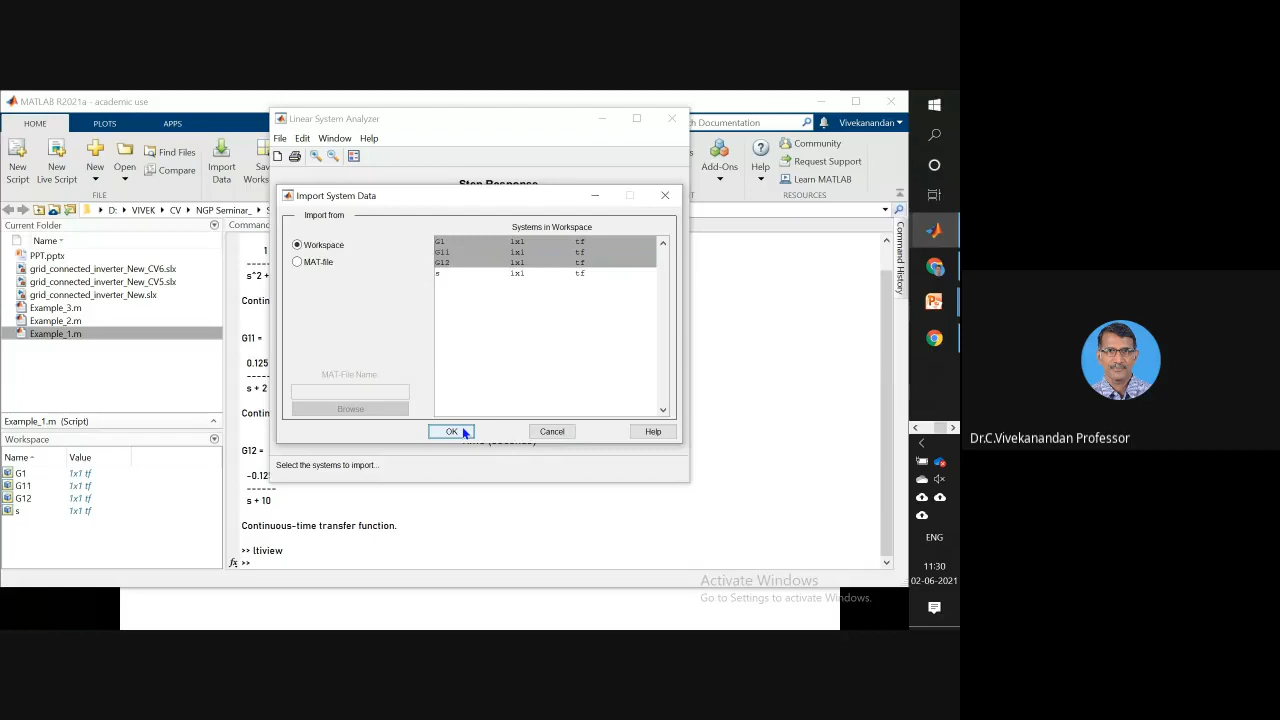 MATLAB R2021a - academic use
HOME PLOTS APPS
Documentation
Vivekanandan
New Script
New Live Script
New
Open
Find Files
Compare
Import Data
FILE
Add-Ons
Help
Community
Request Support
Learn MATLAB
RESOURCES
D: VIVEK CV NGP Seminar_
Current Folder
Name
PPT.pptx
grid_connected_inverter_New_CV6.slx
grid_connected_inverter_New_CV5.slx
grid_connected_inverter_New.slx
Example_3.m
Example_2.m
Example_1.m
Example_1.m (Script)
Workspace
Name Value
G1 1x1 tf
G11 1x1 tf
G12 1x1 tf
s 1x1 tf
1
-----
s^2 +
G11 =
0.125
-----
s + 2
G12 =
------
s + 10
Continuous-time transfer function.
>> ltiview
fx >>
Command History
Linear System Analyzer
File Edit Window Help
Import System Data
Import from
Workspace
MAT-file
MAT-File Name:
Browse
Systems in Workspace
G1 1x1 tf
G11 1x1 tf
G12 1x1 tf
s 1x1 tf
OK Cancel Help
Select the systems to import...
Activate Windows
Go to Settings to activate Windows.
ENG
11:30
02-06-2021
Dr.C.Vivekanandan Professor